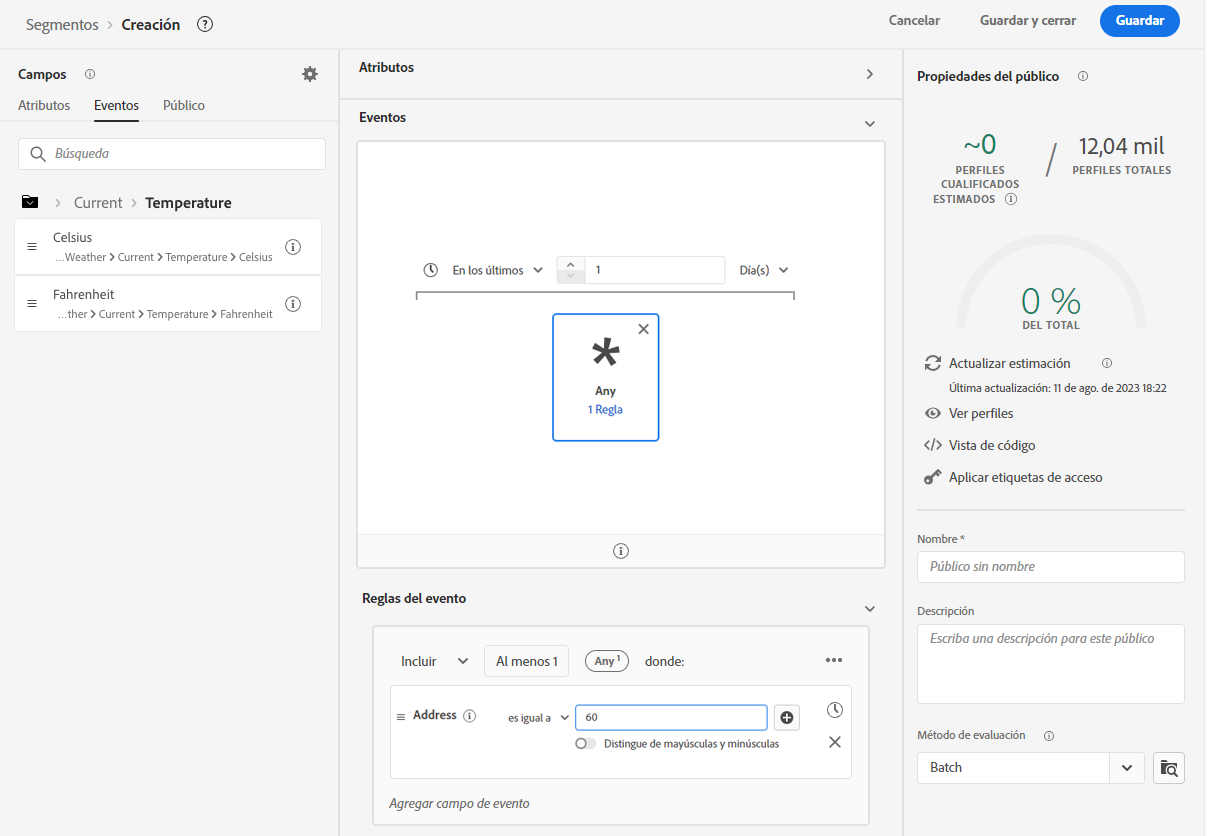 Segmentos > Creación ?
Cancelar
Guardar y cerrar
Guardar
Campos
Atributos
Eventos
Público
Búsqueda
> Current > Temperature
Celsius
...Weather > Current > Temperature > Celsius
Fahrenheit
...ther > Current > Temperature > Fahrenheit
Atributos
Eventos
En los últimos
1
Día(s)
Any
1 Regla
Reglas del evento
Incluir
Al menos 1
Any 1
donde:
Address
es igual a
60
Distingue de mayúsculas y minúsculas
Agregar campo de evento
Propiedades del público
~0
PERFILES
CUALIFICADOS
ESTIMADOS
/
12,04 mil
PERFILES TOTALES
0 %
DEL TOTAL
Actualizar estimación
Última actualización: 11 de ago. de 2023 18:22
Ver perfiles
Vista de código
Aplicar etiquetas de acceso
Nombre *
Público sin nombre
Descripción
Escriba una descripción para este público
Método de evaluación
Batch